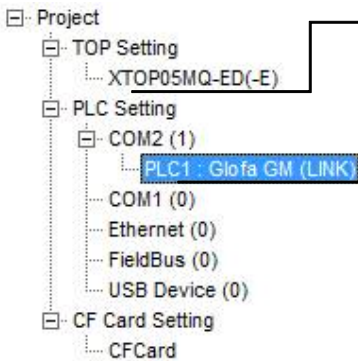 Project
TOP Setting
XTOP05MQ-ED(-E)
PLC Setting
COM2 (1)
PLC1 : Glofa GM (LINK)
COM1 (0)
Ethernet (0)
FieldBus (0)
USB Device (0)
CF Card Setting
CFCard